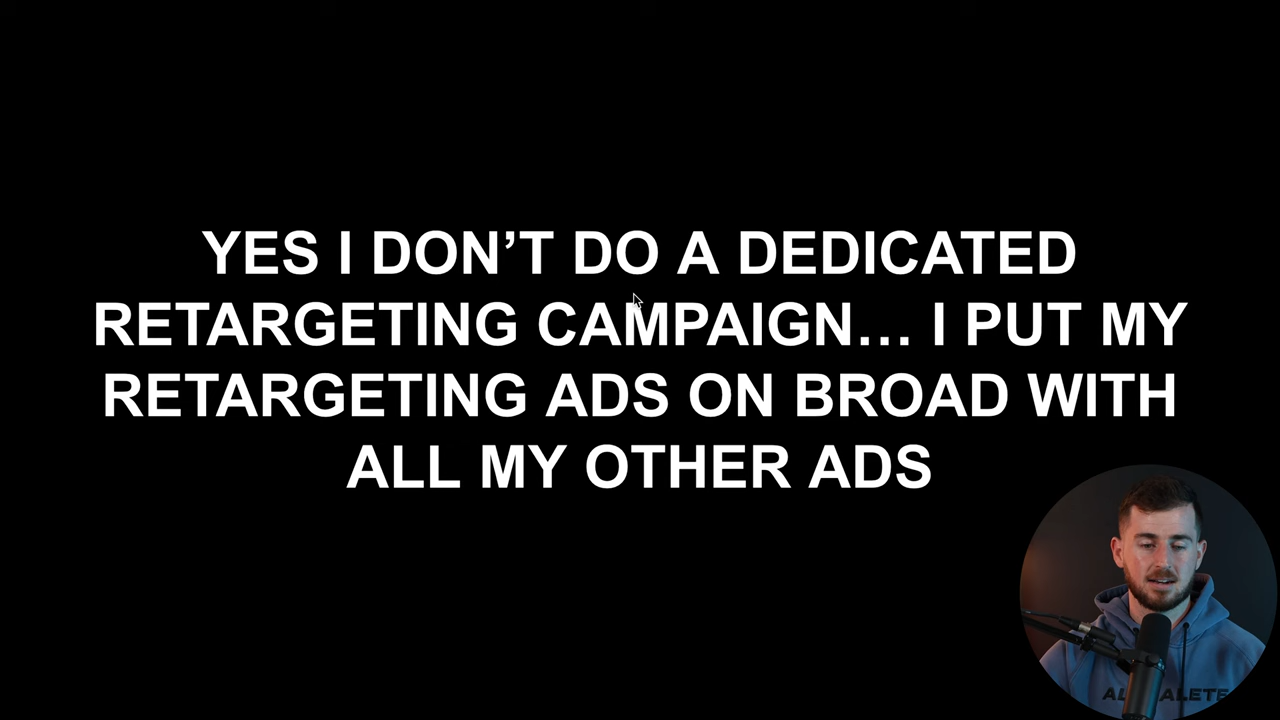 YES I DON’T DO A DEDICATED
RETARGETING CAMPAIGN… I PUT MY
RETARGETING ADS ON BROAD WITH
ALL MY OTHER ADS